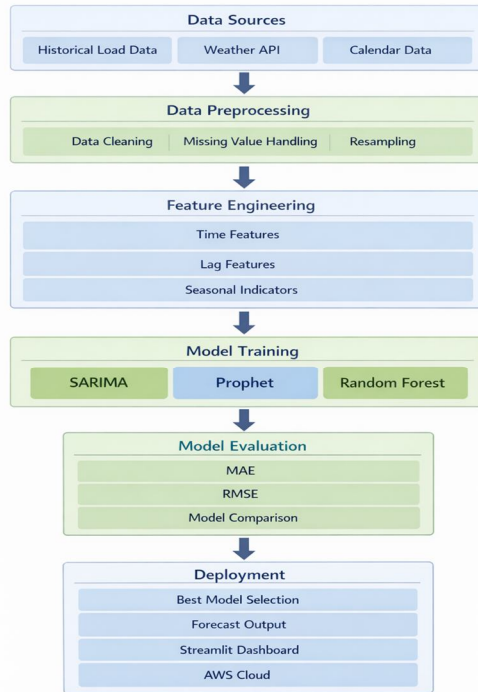 Data Sources
Historical Load Data Weather API Calendar Data
Data Preprocessing
Data Cleaning Missing Value Handling Resampling
Feature Engineering
Time Features
Lag Features
Seasonal Indicators
Model Training
SARIMA Prophet Random Forest
Model Evaluation
MAE
RMSE
Model Comparison
Deployment
Best Model Selection
Forecast Output
Streamlit Dashboard
AWS Cloud